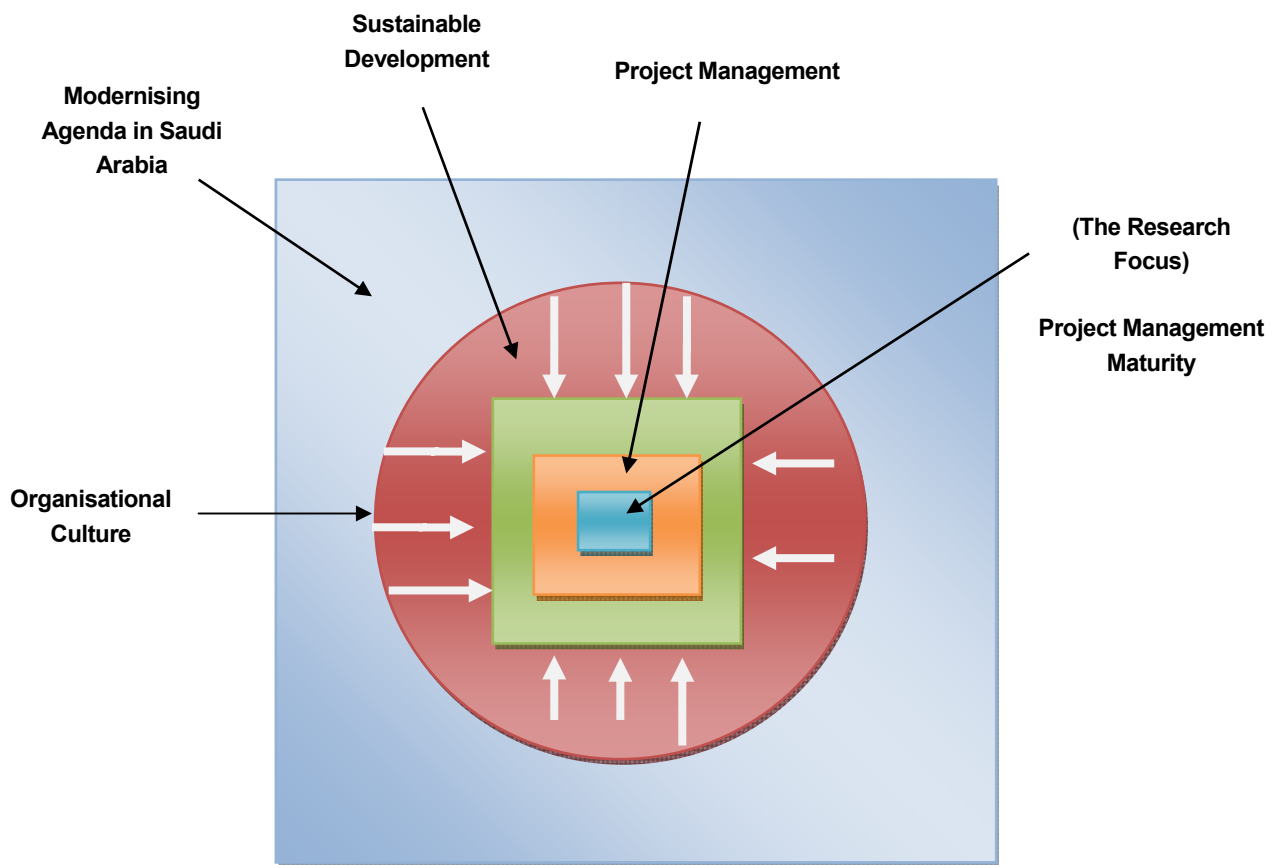 Sustainable
Development
Project Management
Modernising
Agenda in Saudi
Arabia
(The Research
Focus)
Project Management
Maturity
Organisational
Culture